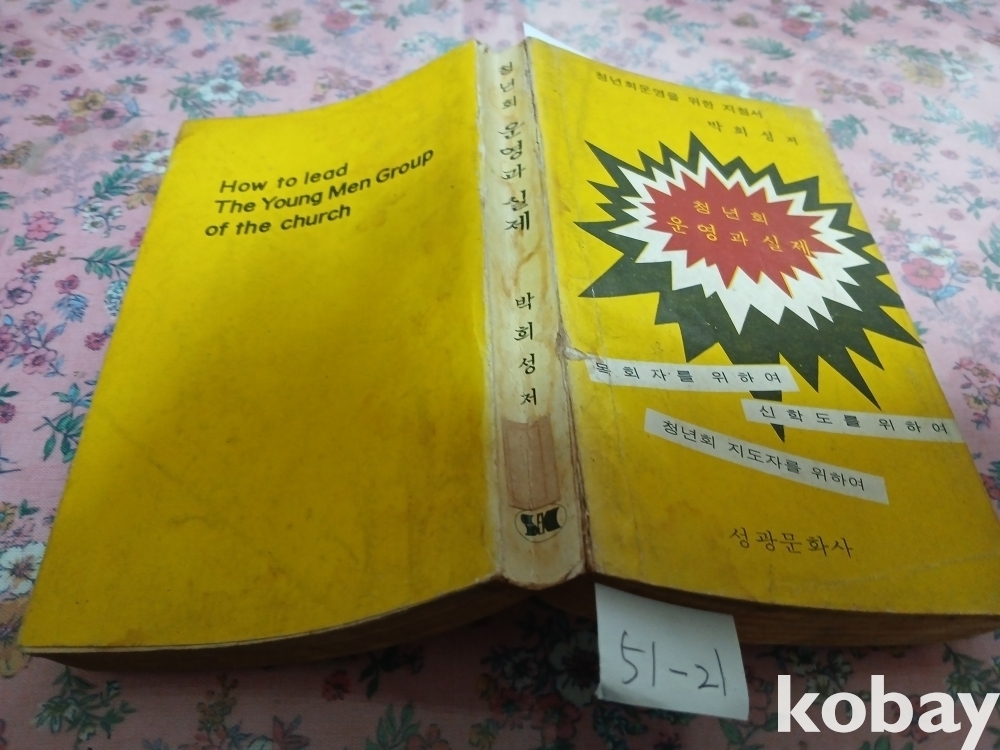 How to lead
The Young Men Group
of the church
청년회 운영과 실제
박희성 저
청년회운영을 위한 지침서
박희성 저
청년회
운영과 실제
목회자를 위하여
신학도를 위하여
청년회 지도자를 위하여
성광문화사
51-21
kobay